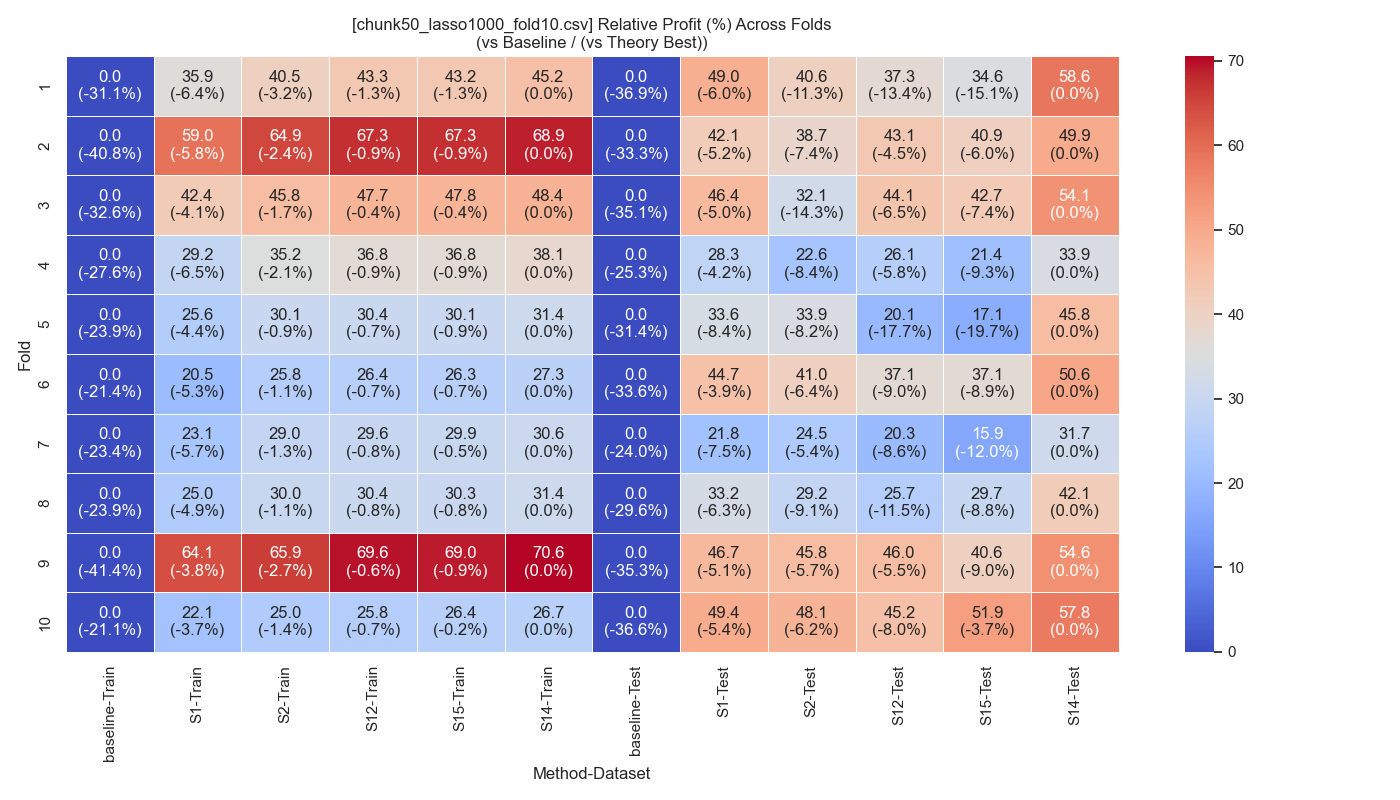 [chunk50_lasso1000_fold10.csv] Relative Profit (%) Across Folds
(vs Baseline / (vs Theory Best))
1
0.0 35.9 40.5 43.3 43.2 45.2 0.0 49.0 40.6 37.3 34.6 58.6
(-31.1%) (-6.4%) (-3.2%) (-1.3%) (-1.3%) (0.0%) (-36.9%) (-6.0%) (-11.3%) (-13.4%) (-15.1%) (0.0%)
2
0.0 59.0 64.9 67.3 67.3 68.9 0.0 42.1 38.7 43.1 40.9 49.9
(-40.8%) (-5.8%) (-2.4%) (-0.9%) (-0.9%) (0.0%) (-33.3%) (-5.2%) (-7.4%) (-4.5%) (-6.0%) (0.0%)
3
0.0 42.4 45.8 47.7 47.8 48.4 0.0 46.4 32.1 44.1 42.7 54.1
(-32.6%) (-4.1%) (-1.7%) (-0.4%) (-0.4%) (0.0%) (-35.1%) (-5.0%) (-14.3%) (-6.5%) (-7.4%) (0.0%)
4
0.0 29.2 35.2 36.8 36.8 38.1 0.0 28.3 22.6 26.1 21.4 33.9
(-27.6%) (-6.5%) (-2.1%) (-0.9%) (-0.9%) (0.0%) (-25.3%) (-4.2%) (-8.4%) (-5.8%) (-9.3%) (0.0%)
5
0.0 25.6 30.1 30.4 30.1 31.4 0.0 33.6 33.9 20.1 17.1 45.8
(-23.9%) (-4.4%) (-0.9%) (-0.7%) (-0.9%) (0.0%) (-31.4%) (-8.4%) (-8.2%) (-17.7%) (-19.7%) (0.0%)
6
0.0 20.5 25.8 26.4 26.3 27.3 0.0 44.7 41.0 37.1 37.1 50.6
(-21.4%) (-5.3%) (-1.1%) (-0.7%) (-0.7%) (0.0%) (-33.6%) (-3.9%) (-6.4%) (-9.0%) (-8.9%) (0.0%)
7
0.0 23.1 29.0 29.6 29.9 30.6 0.0 21.8 24.5 20.3 15.9 31.7
(-23.4%) (-5.7%) (-1.3%) (-0.8%) (-0.5%) (0.0%) (-24.0%) (-7.5%) (-5.4%) (-8.6%) (-12.0%) (0.0%)
8
0.0 25.0 30.0 30.4 30.3 31.4 0.0 33.2 29.2 25.7 29.7 42.1
(-23.9%) (-4.9%) (-1.1%) (-0.8%) (-0.8%) (0.0%) (-29.6%) (-6.3%) (-9.1%) (-11.5%) (-8.8%) (0.0%)
9
0.0 64.1 65.9 69.6 69.0 70.6 0.0 46.7 45.8 46.0 40.6 54.6
(-41.4%) (-3.8%) (-2.7%) (-0.6%) (-0.9%) (0.0%) (-35.3%) (-5.1%) (-5.7%) (-5.5%) (-9.0%) (0.0%)
10
0.0 22.1 25.0 25.8 26.4 26.7 0.0 49.4 48.1 45.2 51.9 57.8
(-21.1%) (-3.7%) (-1.4%) (-0.7%) (-0.2%) (0.0%) (-36.6%) (-5.4%) (-6.2%) (-8.0%) (-3.7%) (0.0%)
Fold
baseline-Train
S1-Train
S2-Train
S12-Train
S15-Train
S14-Train
baseline-Test
S1-Test
S2-Test
S12-Test
S15-Test
S14-Test
Method-Dataset
70
60
50
40
30
20
10
0